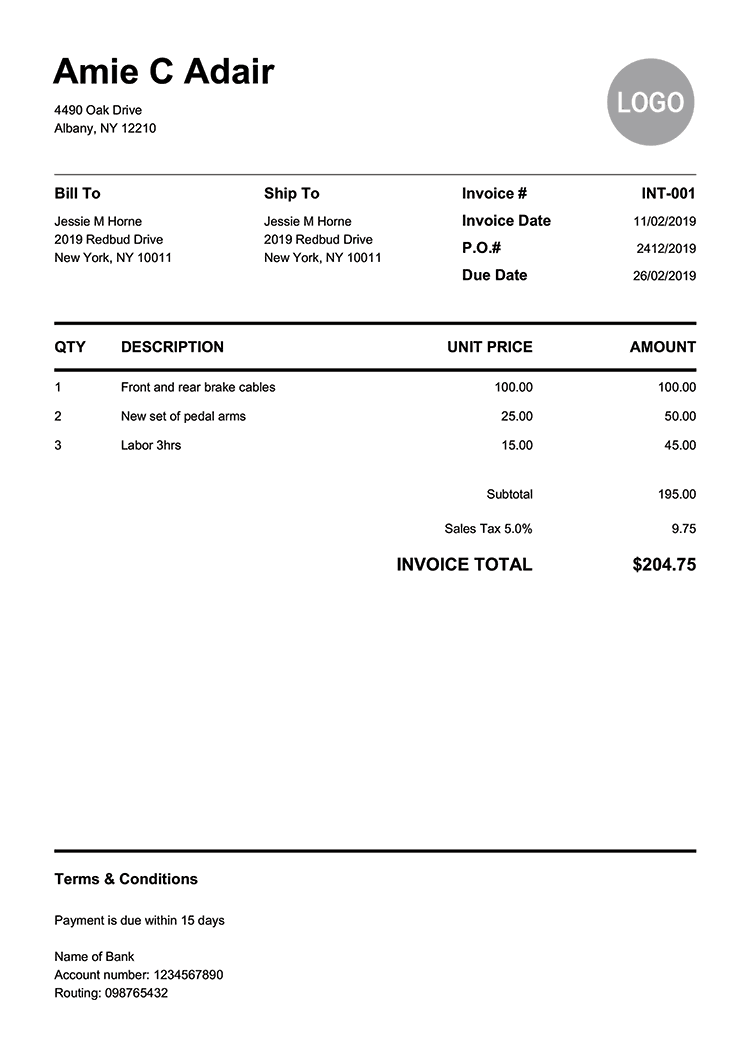 Amie C Adair
4490 Oak Drive
Albany, NY 12210
LOGO
Bill To
Jessie M Horne
2019 Redbud Drive
New York, NY 10011
Ship To
Jessie M Horne
2019 Redbud Drive
New York, NY 10011
Invoice # INT-001
Invoice Date 11/02/2019
P.O.# 2412/2019
Due Date 26/02/2019
QTY DESCRIPTION UNIT PRICE AMOUNT
1 Front and rear brake cables 100.00 100.00
2 New set of pedal arms 25.00 50.00
3 Labor 3hrs 15.00 45.00
Subtotal 195.00
Sales Tax 5.0% 9.75
INVOICE TOTAL $204.75
Terms & Conditions
Payment is due within 15 days
Name of Bank
Account number: 1234567890
Routing: 098765432